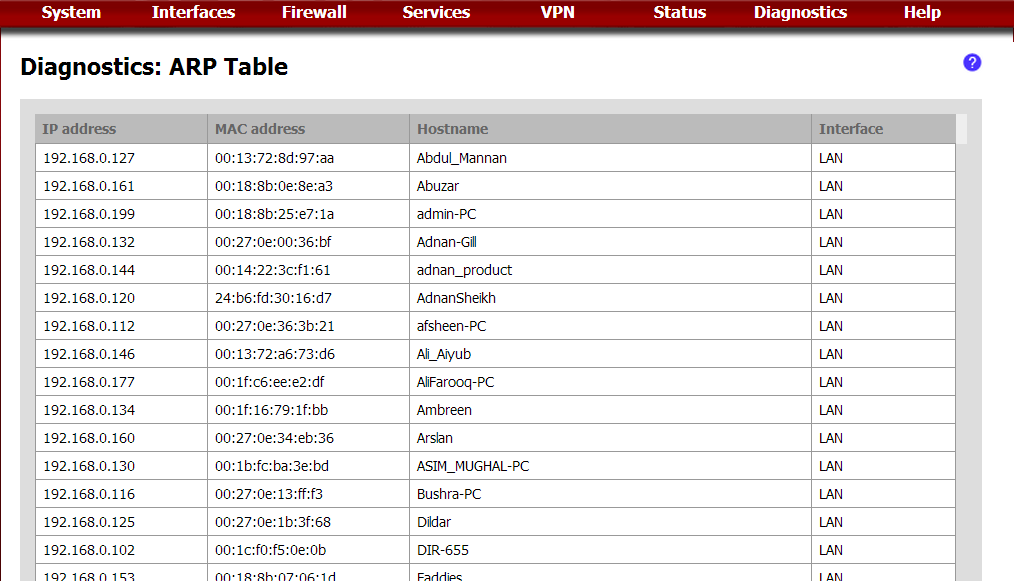 System Interfaces Firewall Services VPN Status Diagnostics Help
Diagnostics: ARP Table ?
IP address MAC address Hostname Interface
192.168.0.127 00:13:72:8d:97:aa Abdul_Mannan LAN
192.168.0.161 00:18:8b:0e:8e:a3 Abuzar LAN
192.168.0.199 00:18:8b:25:e7:1a admin-PC LAN
192.168.0.132 00:27:0e:00:36:bf Adnan-Gill LAN
192.168.0.144 00:14:22:3c:f1:61 adnan_product LAN
192.168.0.120 24:b6:fd:30:16:d7 AdnanSheikh LAN
192.168.0.112 00:27:0e:36:3b:21 afsheen-PC LAN
192.168.0.146 00:13:72:a6:73:d6 Ali_Aiyub LAN
192.168.0.177 00:1f:c6:ee:e2:df AliFarooq-PC LAN
192.168.0.134 00:1f:16:79:1f:bb Ambreen LAN
192.168.0.160 00:27:0e:34:eb:36 Arslan LAN
192.168.0.130 00:1b:fc:ba:3e:bd ASIM_MUGHAL-PC LAN
192.168.0.116 00:27:0e:13:ff:f3 Bushra-PC LAN
192.168.0.125 00:27:0e:1b:3f:68 Dildar LAN
192.168.0.102 00:1c:f0:f5:0e:0b DIR-655 LAN
192.168.0.153 00:18:8b:07:06:1d Faddies LAN